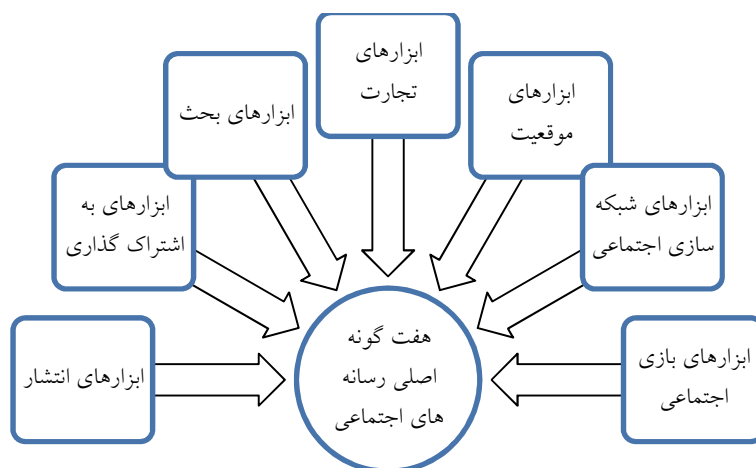 ابزارهای
تجارت
ابزارهای
موقعیت
ابزارهای بحث
ابزارهای شبکه
سازی اجتماعی
ابزارهای به
اشتراک گذاری
ابزارهای بازی
اجتماعی
هفت گونه
اصلی رسانه
های اجتماعی
ابزارهای انتشار